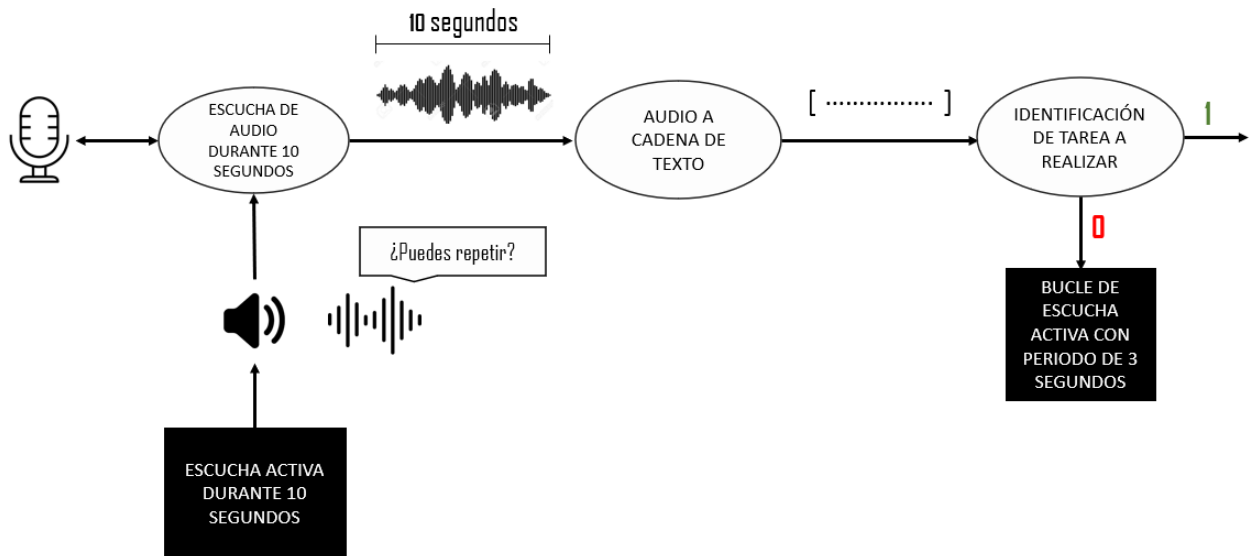 10 segundos
ESCUCHA DE
AUDIO
DURANTE 10
SEGUNDOS
AUDIO A
CADENA DE
TEXTO
[ ................ ]
IDENTIFICACIÓN
DE TAREA A
REALIZAR
1
0
¿Puedes repetir?
BUCLE DE
ESCUCHA
ACTIVA CON
PERIODO DE 3
SEGUNDOS
ESCUCHA ACTIVA
DURANTE 10
SEGUNDOS